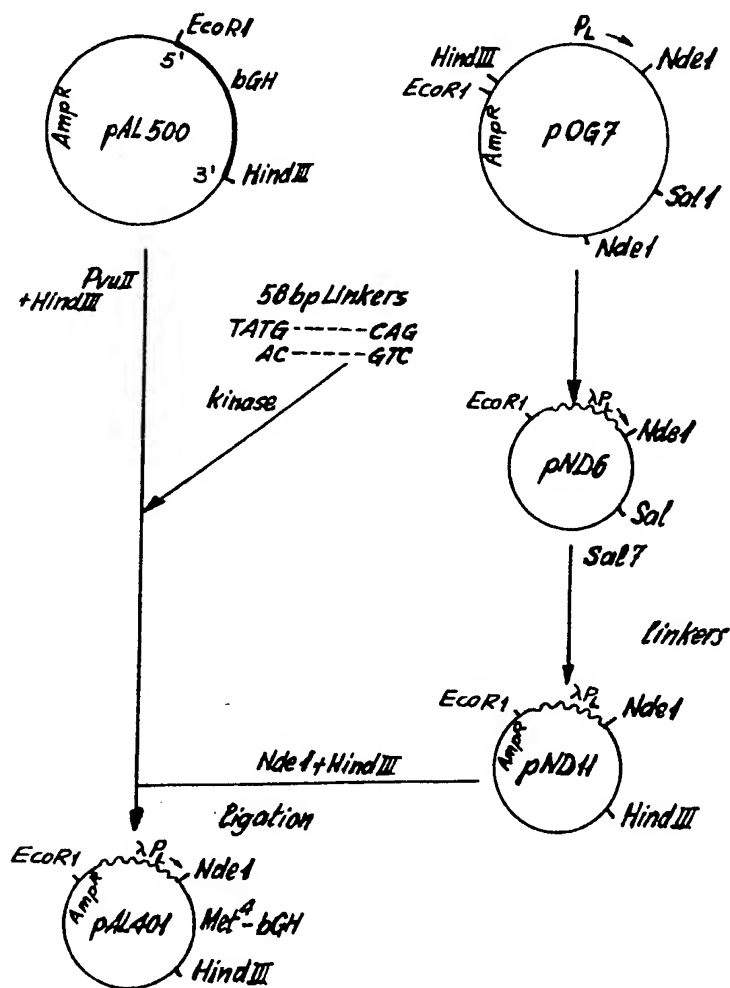 EcoR1
5'
bGH
AmpR
pAL500
3'
HindIII
PL
HindIII
Nde1
EcoR1
AmpR
pOG7
Sal1
Nde1
PvuII
+HindIII
58bp Linkers
TATG------CAG
AC-----GTC
kinase
EcoR1
λPL
Nde1
pND6
Sal
Sal7
linkers
EcoR1
λPL
Nde1
AmpR
pNDH
HindIII
Nde1+HindIII
ligation
EcoR1
λPL
Nde1
AmpR
pAL401
Met4-bGH
HindIII